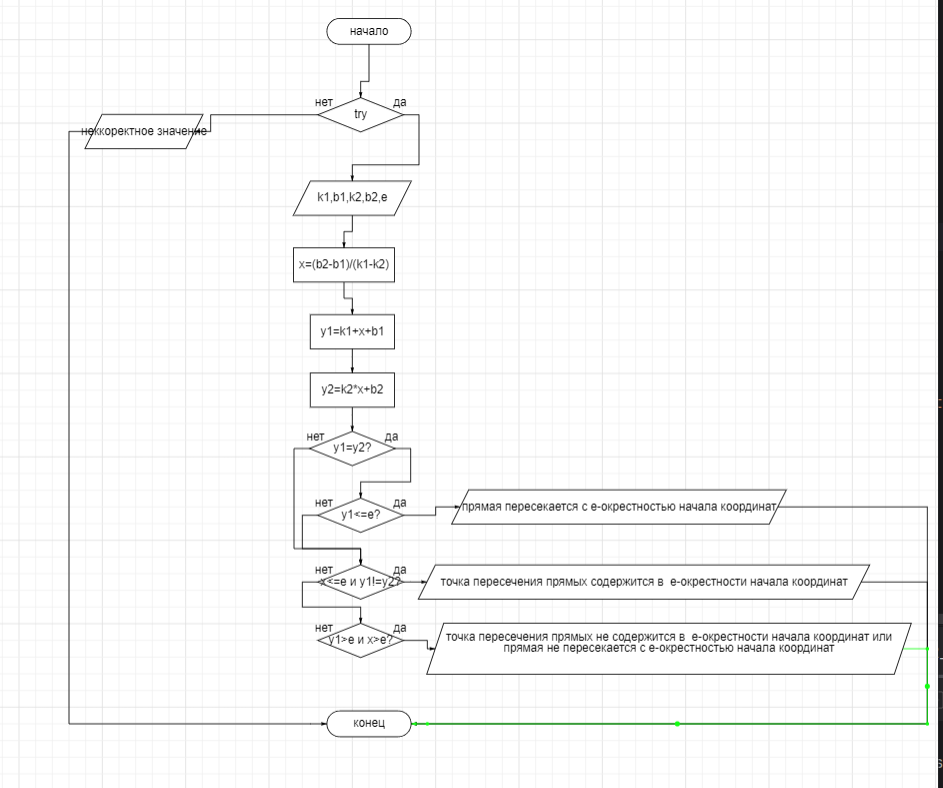 начало
нет
да
try
неккоректное значение
k1,b1,k2,b2,e
x=(b2-b1)/(k1-k2)
y1=k1+x+b1
y2=k2*x+b2
нет
да
y1=y2?
нет
да
y1<=e?
прямая пересекается с е-окрестностью начала координат
нет
да
x<=e и y1!=y2?
точка пересечения прямых содержится в е-окрестности начала координат
нет
да
y1>e и x>e?
точка пересечения прямых не содержится в е-окрестности начала координат или
прямая не пересекается с е-окрестностью начала координат
конец